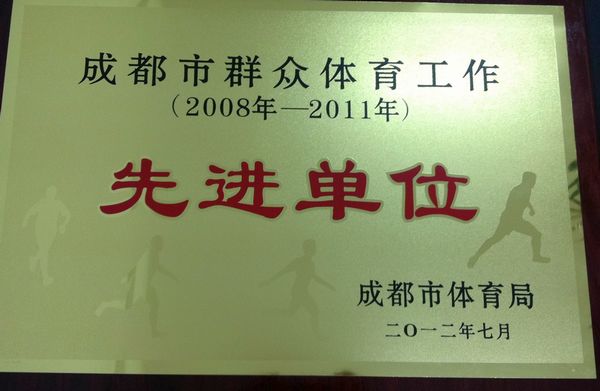 成都市群众体育工作
（2008年—2011年）
先进单位
成都市体育局
二〇一二年七月